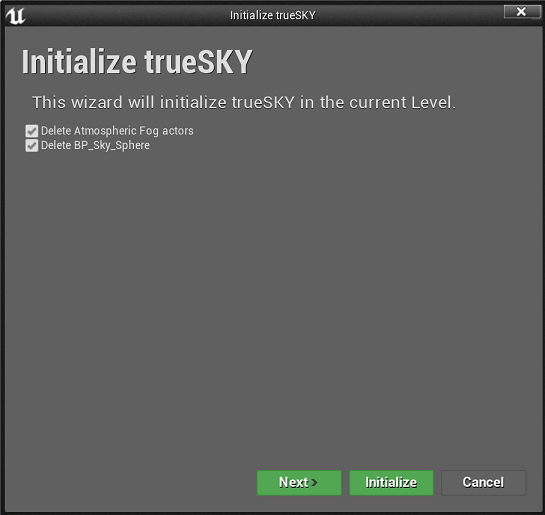 Initialize trueSKY
Initialize trueSKY
This wizard will initialize trueSKY in the current Level.
Delete Atmospheric Fog actors
Delete BP_Sky_Sphere
Next >
Initialize
Cancel